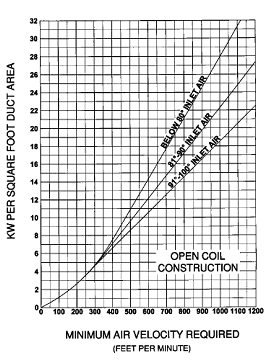 KW PER SQUARE FOOT DUCT AREA
32
30
28
26
24
22
20
18
16
14
12
10
8
6
4
2
0
BELOW 80° INLET AIR
81°-90° INLET AIR
91°-100° INLET AIR
OPEN COIL
CONSTRUCTION
0 100 200 300 400 500 600 700 800 900 1000 1100 1200
MINIMUM AIR VELOCITY REQUIRED
(FEET PER MINUTE)